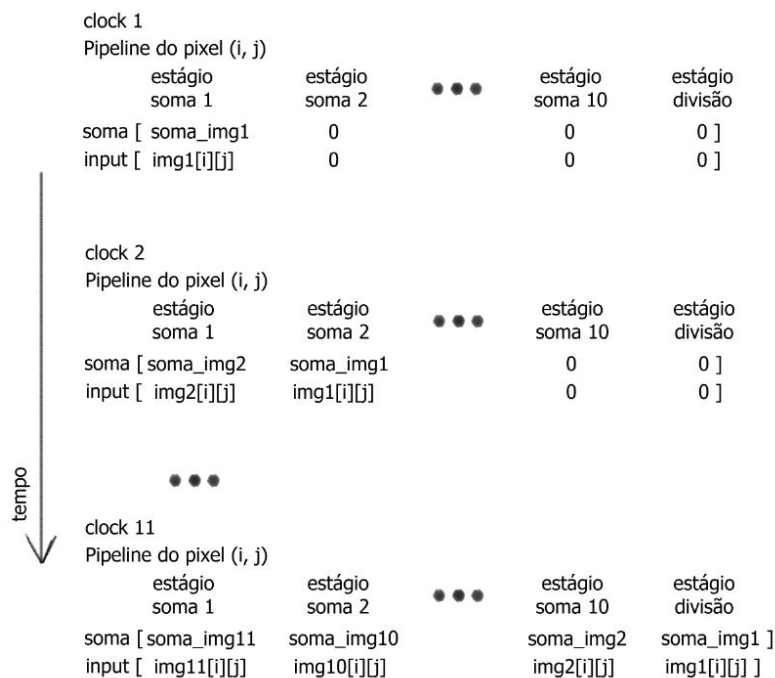 clock 1
Pipeline do pixel (i, j)
estágio soma 1 estágio soma 2 estágio soma 10 estágio divisão
soma [ soma_img1 0 0 0 ]
input [ img1[i][j] 0 0 0 ]
clock 2
Pipeline do pixel (i, j)
estágio soma 1 estágio soma 2 estágio soma 10 estágio divisão
soma [ soma_img2 soma_img1 0 0 ]
input [ img2[i][j] img1[i][j] 0 0 ]
tempo
clock 11
Pipeline do pixel (i, j)
estágio soma 1 estágio soma 2 estágio soma 10 estágio divisão
soma [ soma_img11 soma_img10 soma_img2 soma_img1 ]
input [ img11[i][j] img10[i][j] img2[i][j] img1[i][j] ]